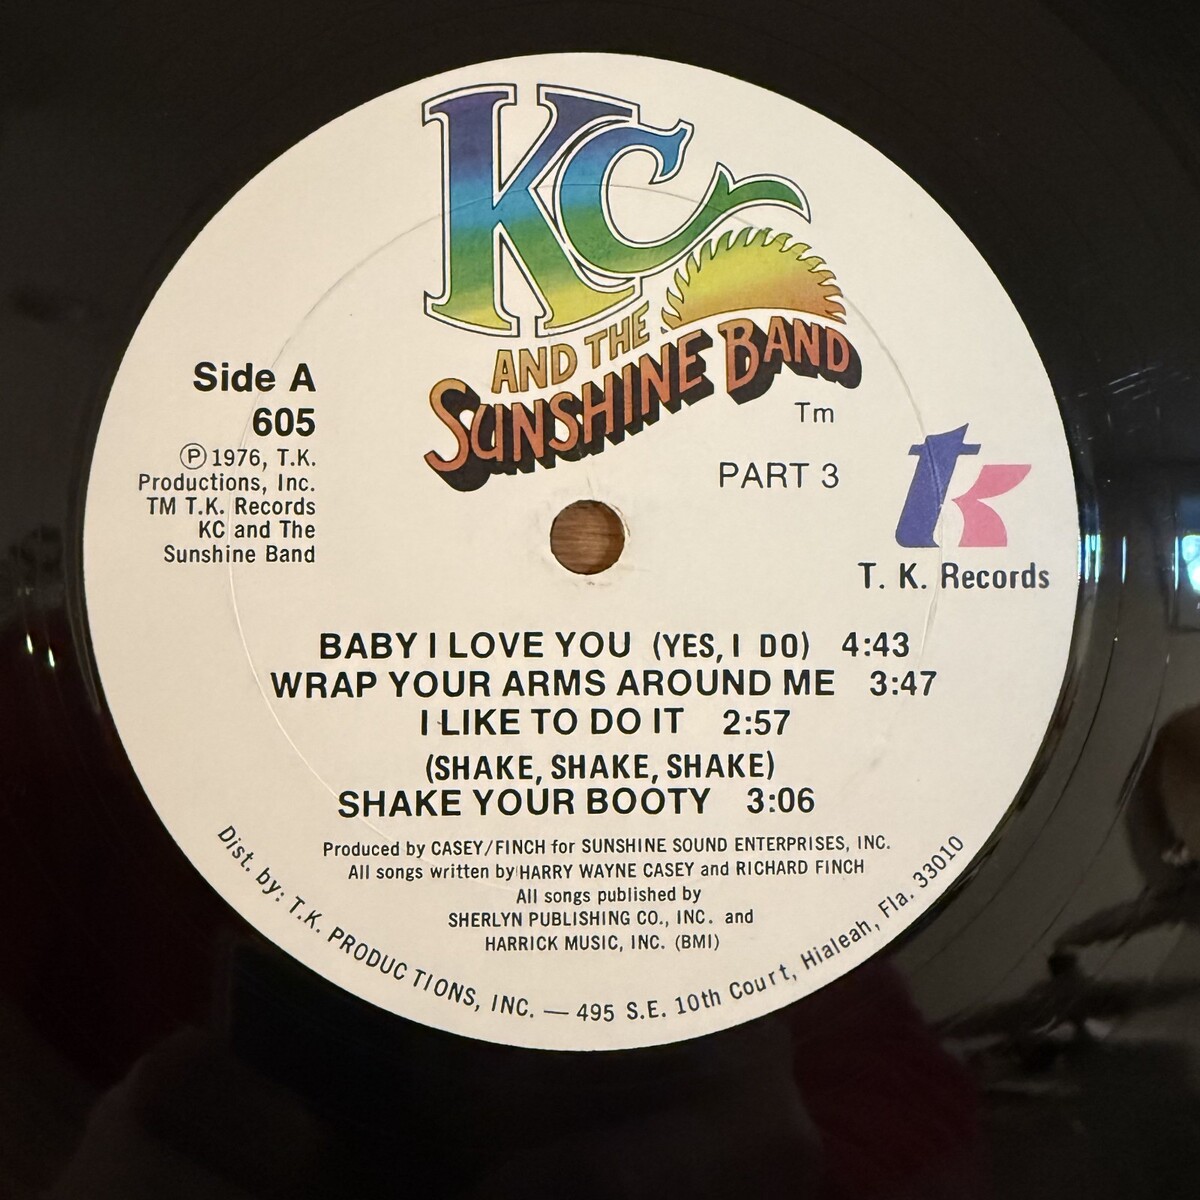 KC
AND THE
SUNSHINE BAND
Tm
Side A
605
Ⓟ1976, T.K.
Productions, Inc.
TM T.K. Records
KC and The
Sunshine Band
PART 3
tk
T. K. Records
BABY I LOVE YOU (YES, I DO) 4:43
WRAP YOUR ARMS AROUND ME 3:47
I LIKE TO DO IT 2:57
(SHAKE, SHAKE, SHAKE)
SHAKE YOUR BOOTY 3:06
Produced by CASEY/FINCH for SUNSHINE SOUND ENTERPRISES, INC.
All songs written by HARRY WAYNE CASEY and RICHARD FINCH
All songs published by
SHERLYN PUBLISHING CO., INC. and
HARRICK MUSIC, INC. (BMI)
Dist. by: T.K. PRODUCTIONS, INC. — 495 S.E. 10th Court, Hialeah, Fla. 33010